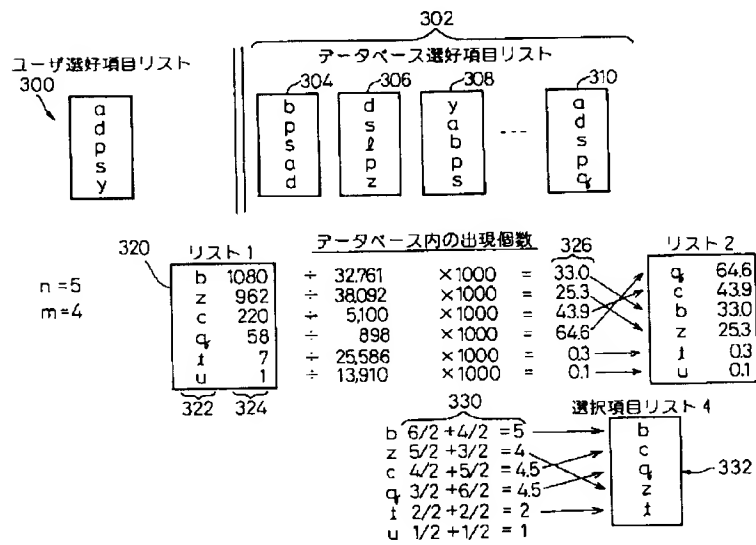 302
ユーザ選好項目リスト
データベース選好項目リスト
300
304
306
308
310
a
d
p
s
y
b
p
s
a
d
d
s
ℓ
p
z
y
a
b
p
s
----
a
d
s
p
q
320
リスト1
データベース内の出現個数
326
リスト2
n=5
m=4
b 1080 ÷ 32,761 ×1000 = 33.0
z 962 ÷ 38,092 ×1000 = 25.3
c 220 ÷ 5,100 ×1000 = 43.9
q 58 ÷ 898 ×1000 = 64.6
t 7 ÷ 25,586 ×1000 = 0.3
u 1 ÷ 13,910 ×1000 = 0.1
q 64.6
c 43.9
b 33.0
z 25.3
t 0.3
u 0.1
322
324
330
選択項目リスト4
b 6/2+4/2=5
z 5/2+3/2=4
c 4/2+5/2=4.5
q 3/2+6/2=4.5
t 2/2+2/2=2
u 1/2+1/2=1
b
c
q
z
t
332